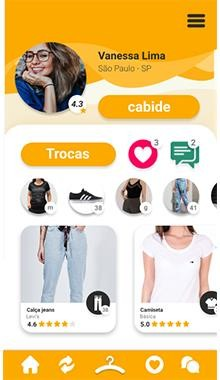 Vanessa Lima
São Paulo - SP
4.3
cabide
Trocas
3
2
m
38
g
41
38
Calça jeans
Levi's
4.6
Camiseta
Básica
5.0